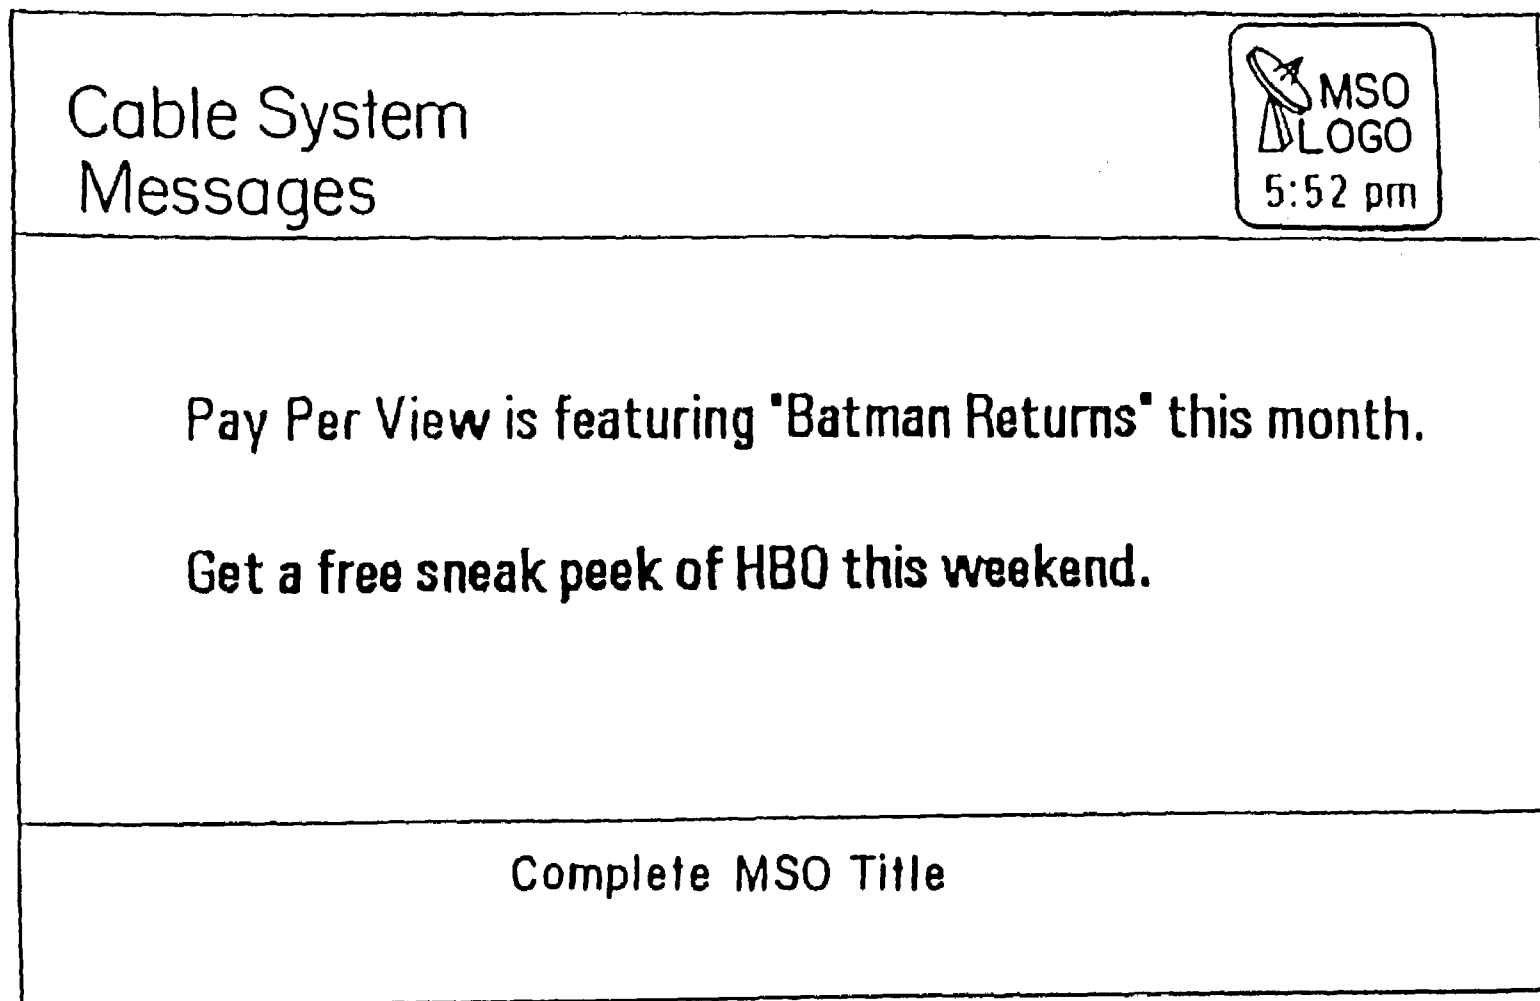 Cable System
Messages
MSO
LOGO
5:52 pm
Pay Per View is featuring "Batman Returns" this month.
Get a free sneak peek of HBO this weekend.
Complete MSO Title